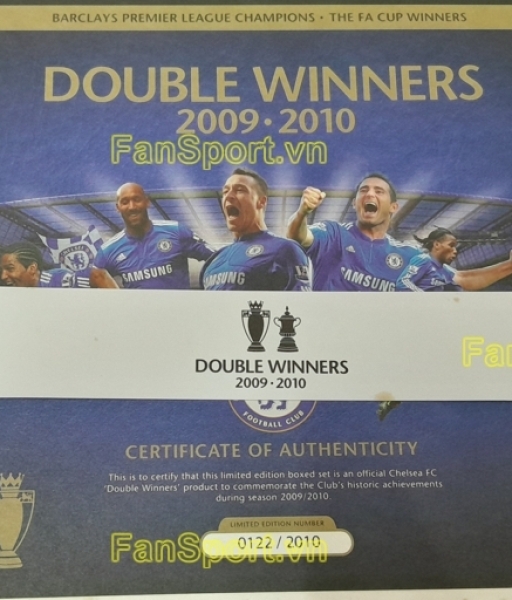 BARCLAYS PREMIER LEAGUE CHAMPIONS • THE FA CUP WINNERS
DOUBLE WINNERS
2009 • 2010
FanSport.vn
SAMSUNG
SAMSUNG
SAMSUNG
SAMSUNG
DOUBLE WINNERS
2009 • 2010
Fan
FOOTBALL CLUB
CERTIFICATE OF AUTHENTICITY
This is to certify that this limited edition boxed set is an official Chelsea FC
'Double Winners' product to commemorate the Club's historic achievements
during season 2009/2010.
LIMITED EDITION NUMBER
0122 / 2010
FanSport.vn